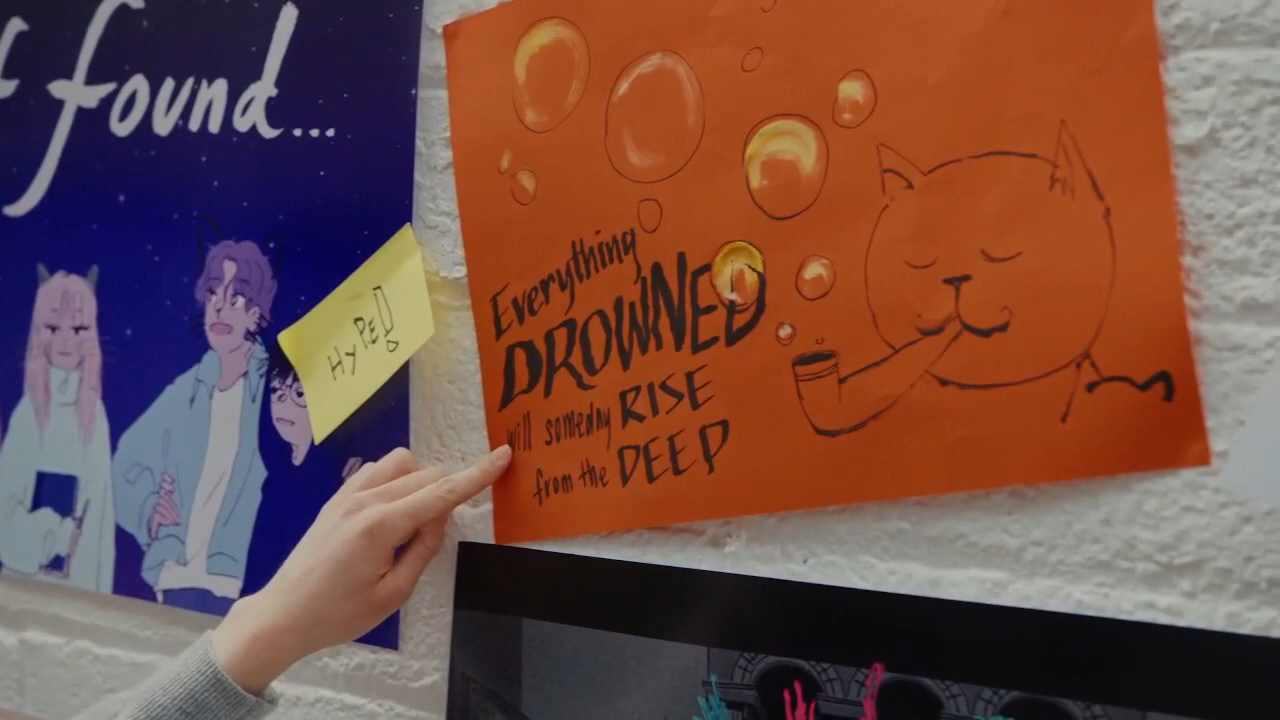 found...
HYPE!
Everything
DROWNED
will someday RISE
from the DEEP